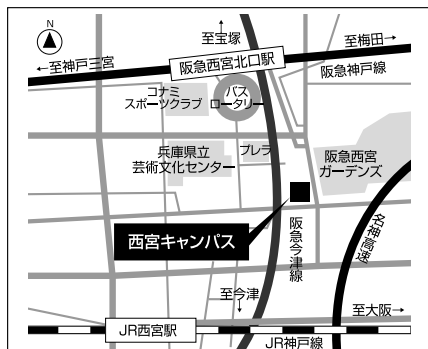 N
↑
至宝塚
至梅田→
阪急西宮北口駅
←至神戸三宮
阪急神戸線
コナミ
スポーツクラブ
バス
ロータリー
兵庫県立
芸術文化センター
プレラ
阪急西宮
ガーデンズ
西宮キャンパス
阪急今津線
名神高速
至今津
↓
至大阪→
JR西宮駅
JR神戸線